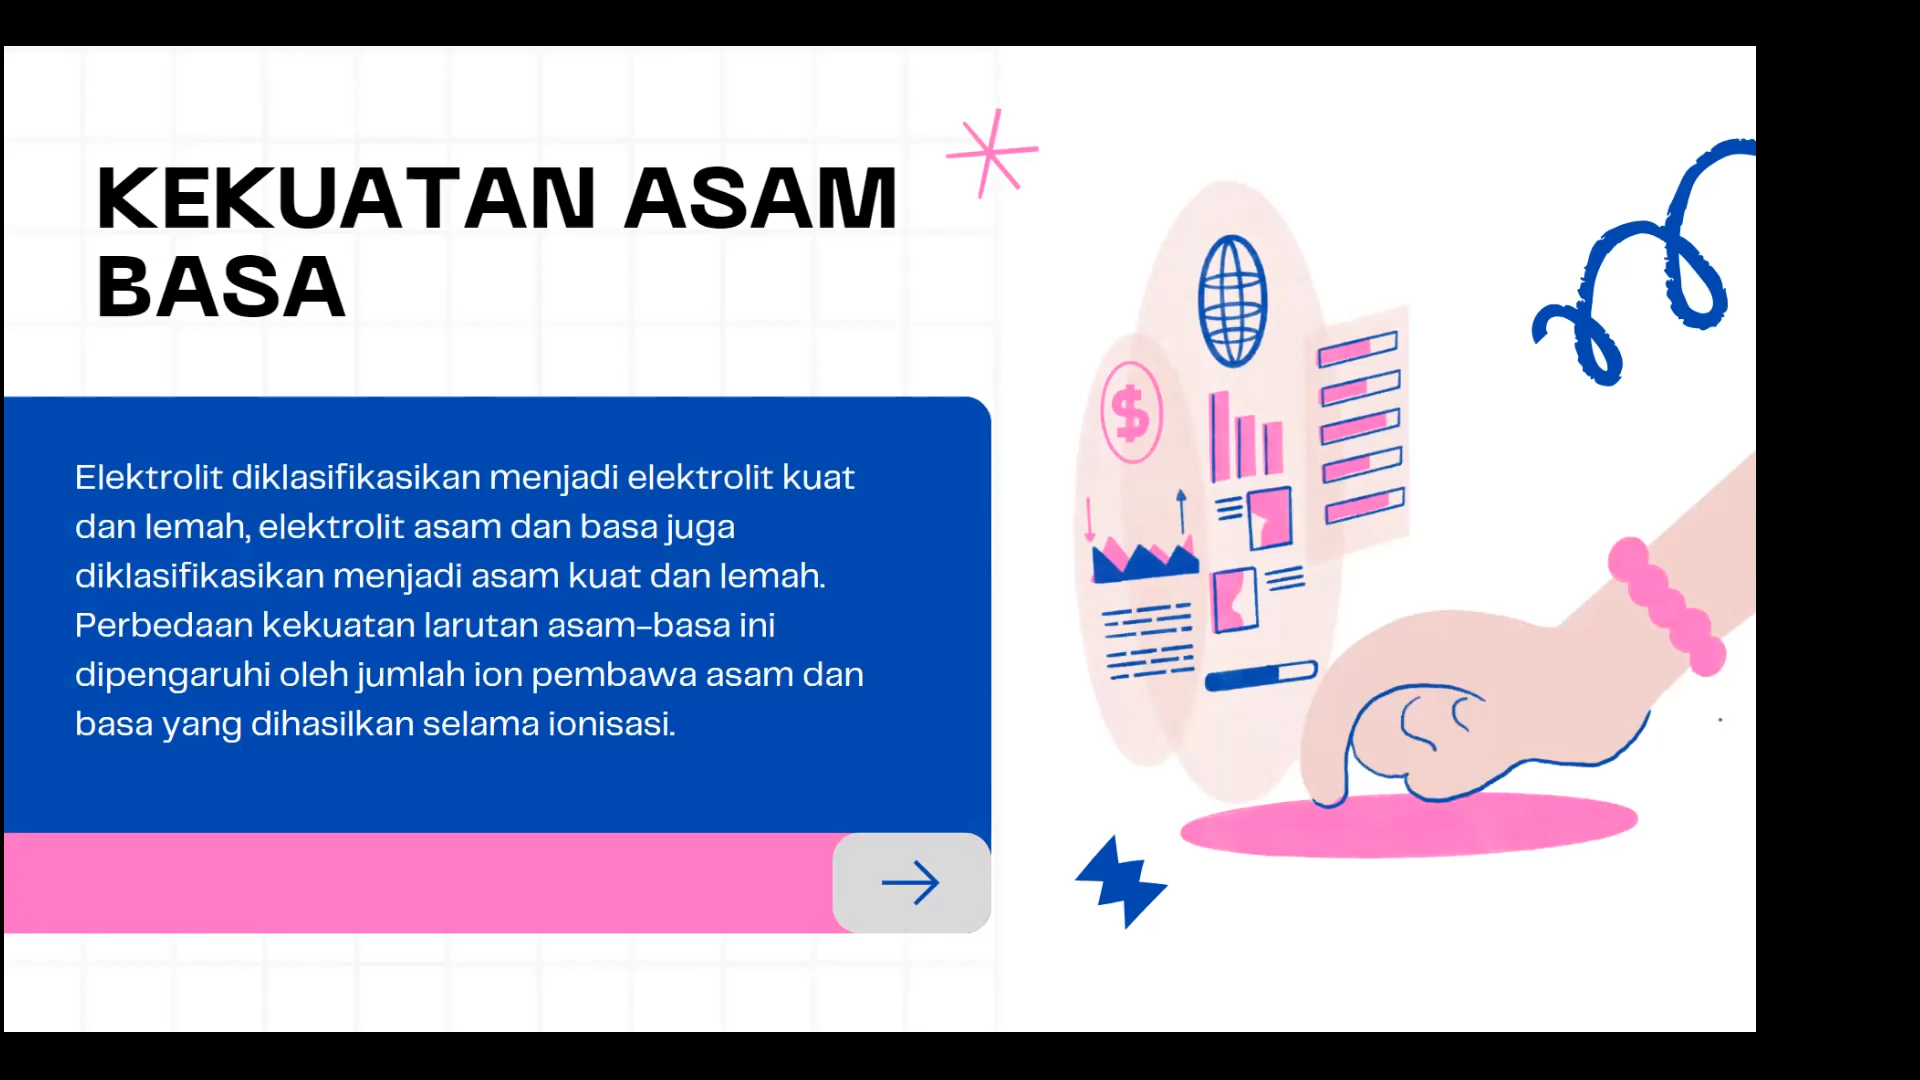 KEKUATAN ASAM
BASA
Elektrolit diklasifikasikan menjadi elektrolit kuat
dan lemah, elektrolit asam dan basa juga
diklasifikasikan menjadi asam kuat dan lemah.
Perbedaan kekuatan larutan asam-basa ini
dipengaruhi oleh jumlah ion pembawa asam dan
basa yang dihasilkan selama ionisasi.
$